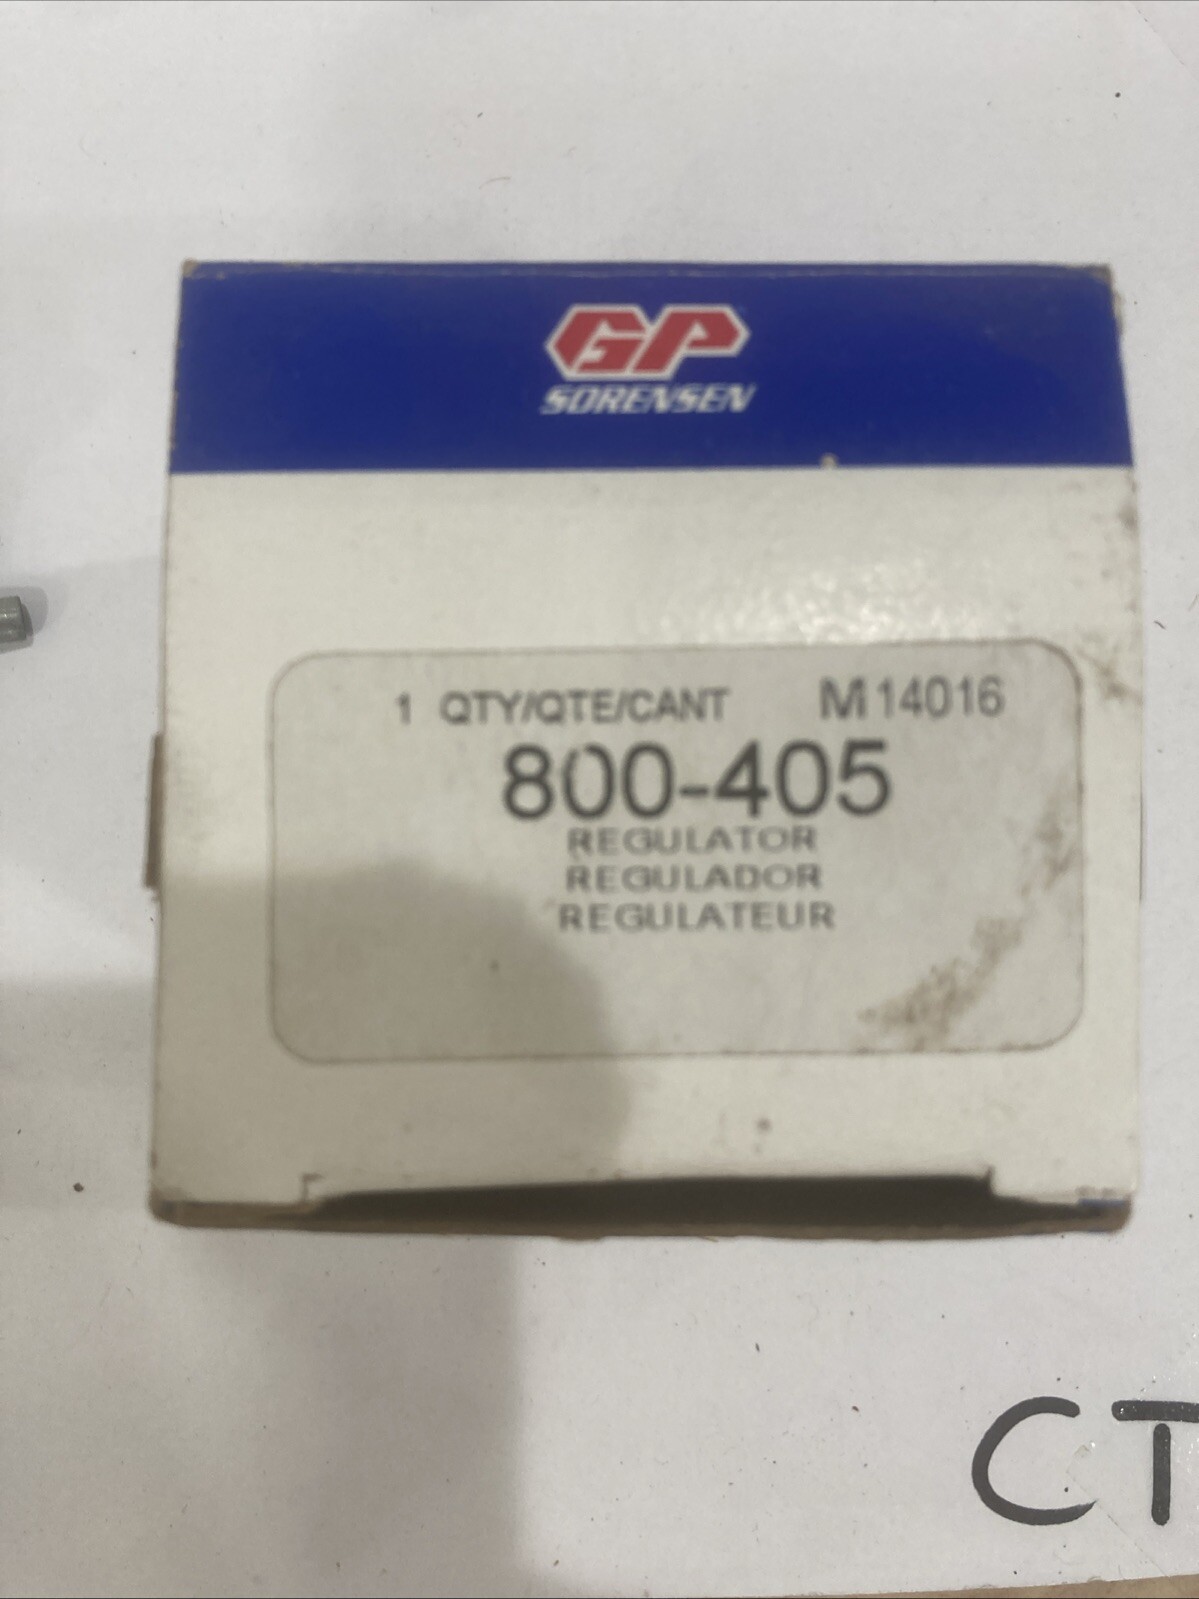 GP
SORENSEN
1 QTY/QTE/CANT M14016
800-405
REGULATOR
REGULADOR
REGULATEUR
CT